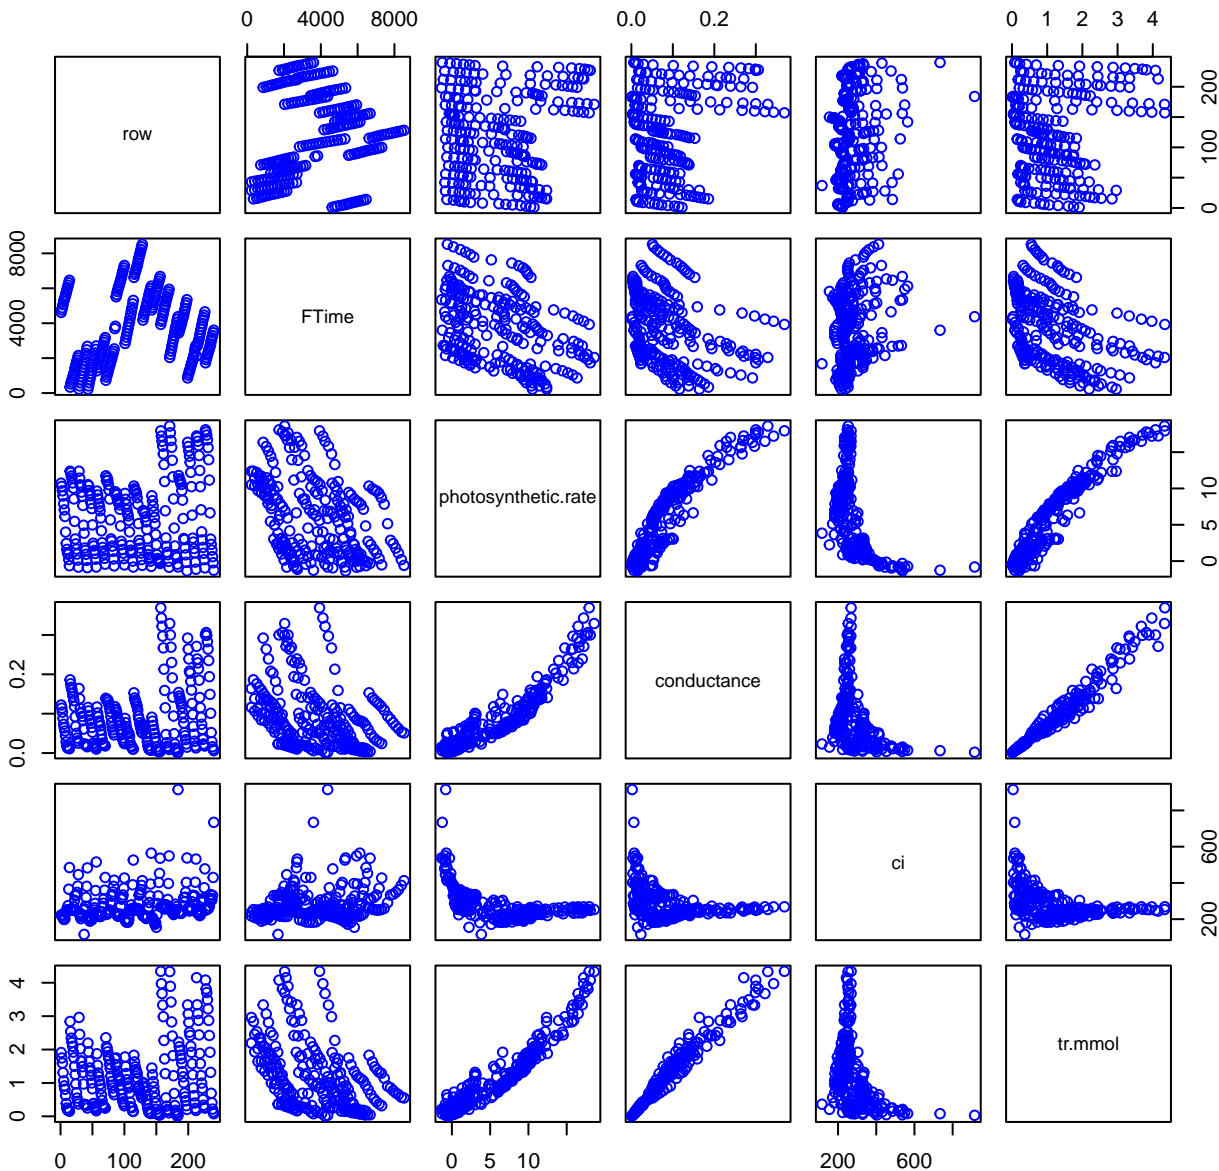 0 4000 8000 0.0 0.2 0 1 2 3 4
row 0 100 200
0 4000 8000 FTime
photosynthetic.rate 0 5 10
0.0 0.2 conductance
ci 200 600
0 1 2 3 4 tr.mmol
0 100 200 0 5 10 200 600